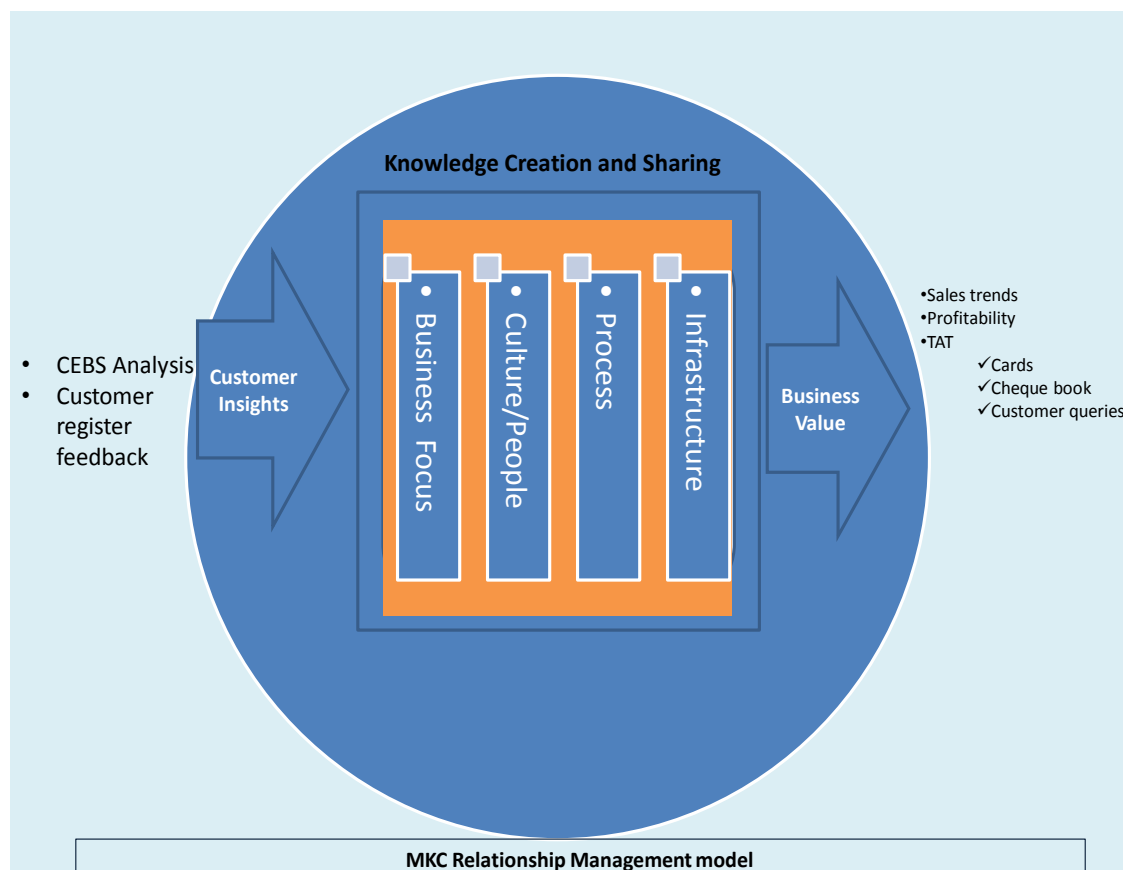 Knowledge Creation and Sharing
• CEBS Analysis
• Customer
register
feedback
Customer
Insights
• Business Focus
• Culture/People
• Process
• Infrastructure
Business
Value
•Sales trends
•Profitability
•TAT
✓Cards
✓Cheque book
✓Customer queries
MKC Relationship Management model